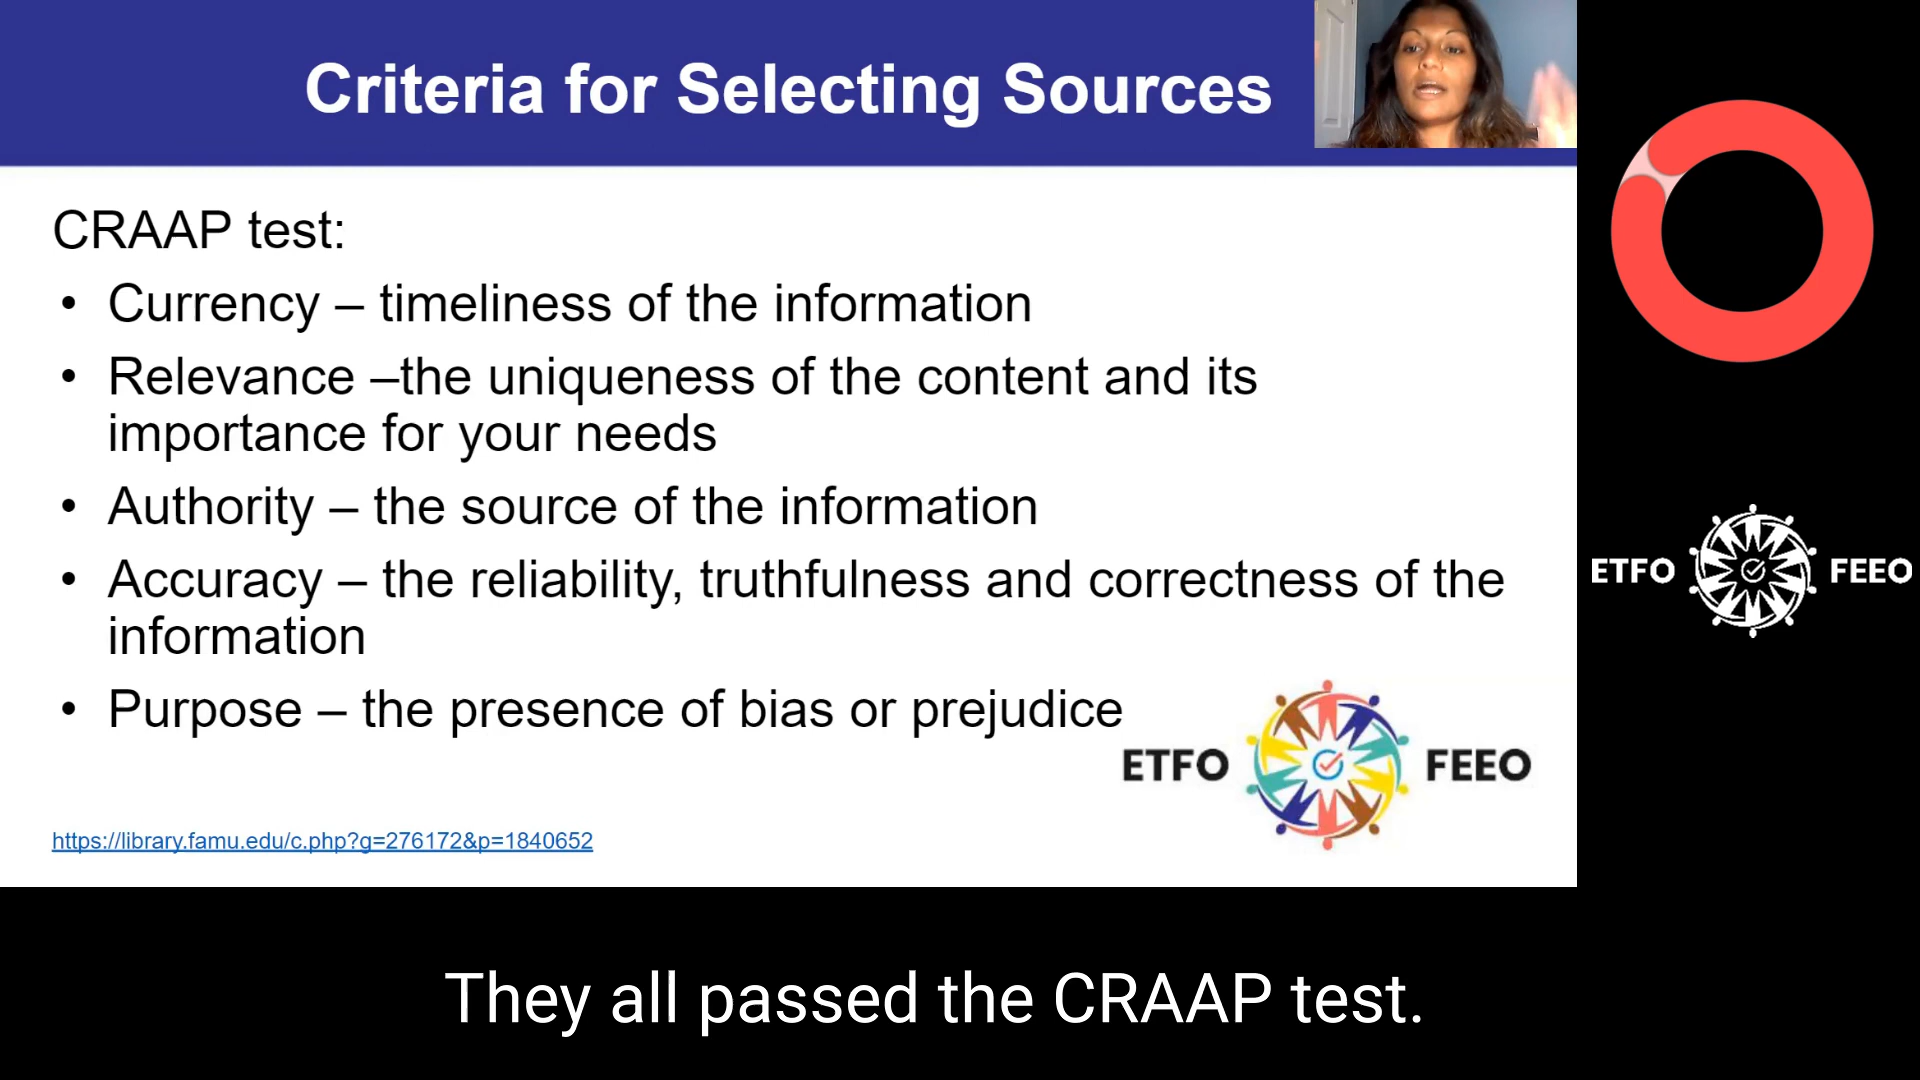 Criteria for Selecting Sources
CRAAP test:
• Currency – timeliness of the information
• Relevance –the uniqueness of the content and its
importance for your needs
• Authority – the source of the information
• Accuracy – the reliability, truthfulness and correctness of the
information
• Purpose – the presence of bias or prejudice
ETFO FEEO
https://library.famu.edu/c.php?g=276172&p=1840652
ETFO FEEO
They all passed the CRAAP test.